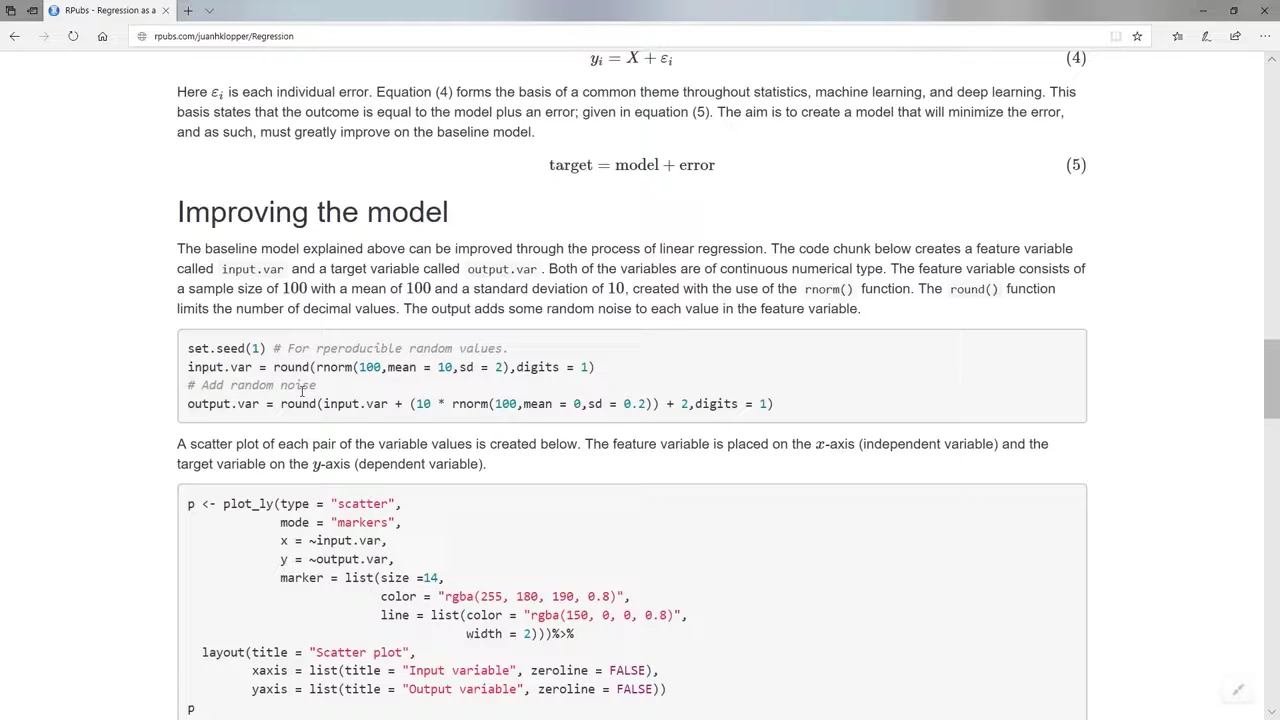 RPubs - Regression as a
rpubs.com/juanhklopper/Regression
yi = X + εi (4)
Here εi is each individual error. Equation (4) forms the basis of a common theme throughout statistics, machine learning, and deep learning. This
basis states that the outcome is equal to the model plus an error; given in equation (5). The aim is to create a model that will minimize the error,
and as such, must greatly improve on the baseline model.
target = model + error (5)
Improving the model
The baseline model explained above can be improved through the process of linear regression. The code chunk below creates a feature variable
called input.var and a target variable called output.var . Both of the variables are of continuous numerical type. The feature variable consists of
a sample size of 100 with a mean of 100 and a standard deviation of 10, created with the use of the rnorm() function. The round() function
limits the number of decimal values. The output adds some random noise to each value in the feature variable.
set.seed(1) # For rperoducible random values.
input.var = round(rnorm(100,mean = 10,sd = 2),digits = 1)
# Add random noise
output.var = round(input.var + (10 * rnorm(100,mean = 0,sd = 0.2)) + 2,digits = 1)
A scatter plot of each pair of the variable values is created below. The feature variable is placed on the x-axis (independent variable) and the
target variable on the y-axis (dependent variable).
p <- plot_ly(type = "scatter",
mode = "markers",
x = ~input.var,
y = ~output.var,
marker = list(size =14,
color = "rgba(255, 180, 190, 0.8)",
line = list(color = "rgba(150, 0, 0, 0.8)",
width = 2)))%>%
layout(title = "Scatter plot",
xaxis = list(title = "Input variable", zeroline = FALSE),
yaxis = list(title = "Output variable", zeroline = FALSE))
p